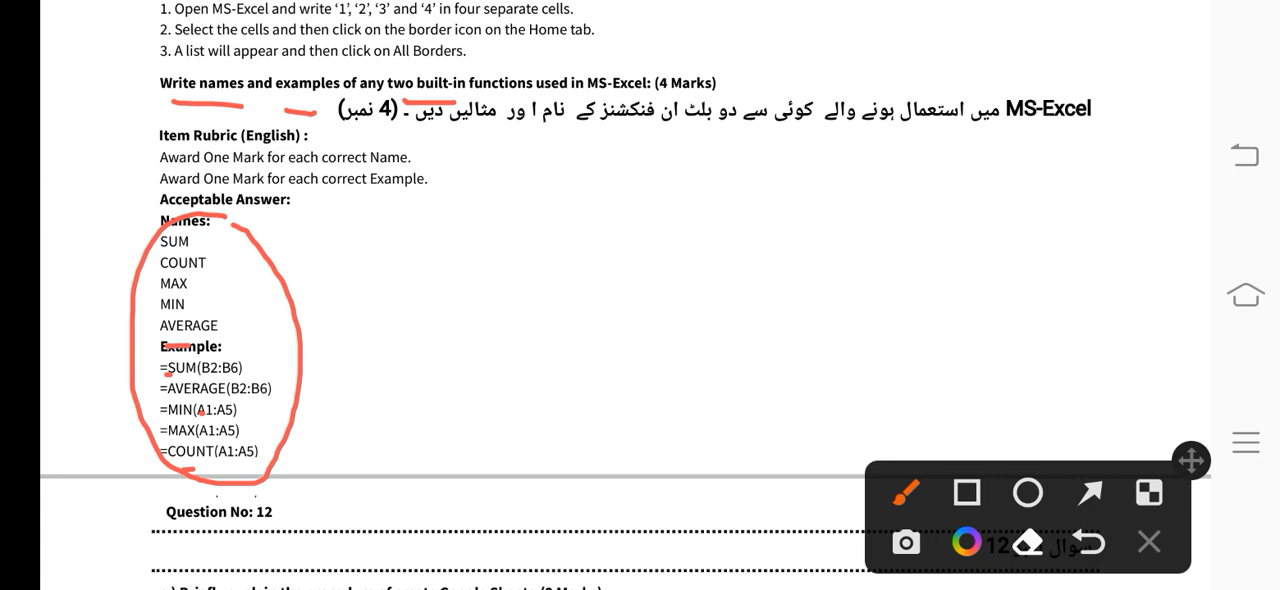 1. Open MS-Excel and write ‘1’, ‘2’, ‘3’ and ‘4’ in four separate cells.
2. Select the cells and then click on the border icon on the Home tab.
3. A list will appear and then click on All Borders.
Write names and examples of any two built-in functions used in MS-Excel: (4 Marks)
MS-Excel میں استعمال ہونے والے کوئی سے دو بلٹ ان فنکشنز کے نام ا ور مثالیں دیں ۔ (4 نمبر)
Item Rubric (English) :
Award One Mark for each correct Name.
Award One Mark for each correct Example.
Acceptable Answer:
Names:
SUM
COUNT
MAX
MIN
AVERAGE
Example:
=SUM(B2:B6)
=AVERAGE(B2:B6)
=MIN(A1:A5)
=MAX(A1:A5)
=COUNT(A1:A5)
Question No: 12
سوال 12